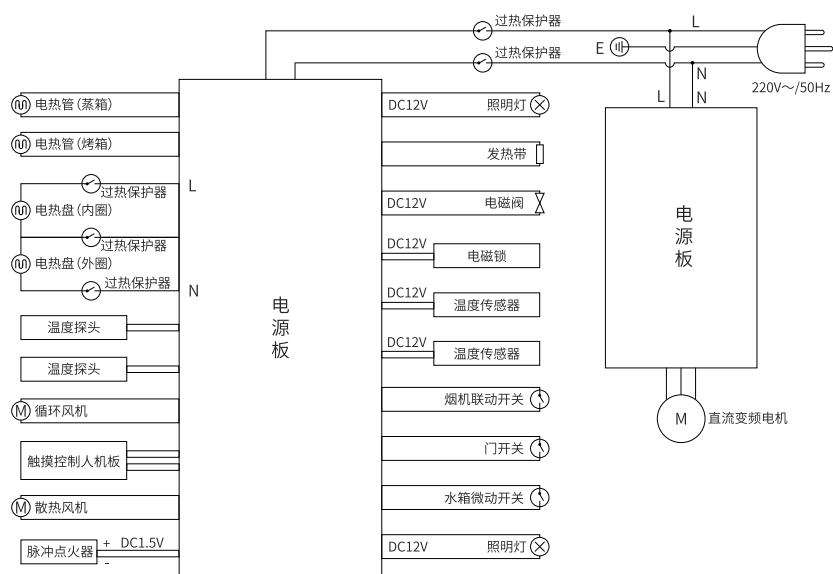 过热保护器
L
过热保护器
E
N
220V～/50Hz
L
N
电热管(蒸箱)
DC12V 照明灯
电热管(烤箱)
发热带
过热保护器
L
电热盘(内圈)
DC12V 电磁阀
过热保护器
DC12V
电磁锁
电热盘(外圈)
过热保护器
N
DC12V
温度传感器
温度探头
电源板
电源板
DC12V
温度传感器
温度探头
烟机联动开关
M 循环风机
M 直流变频电机
门开关
触摸控制人机板
水箱微动开关
M 散热风机
脉冲点火器
+ DC1.5V
-
DC12V 照明灯